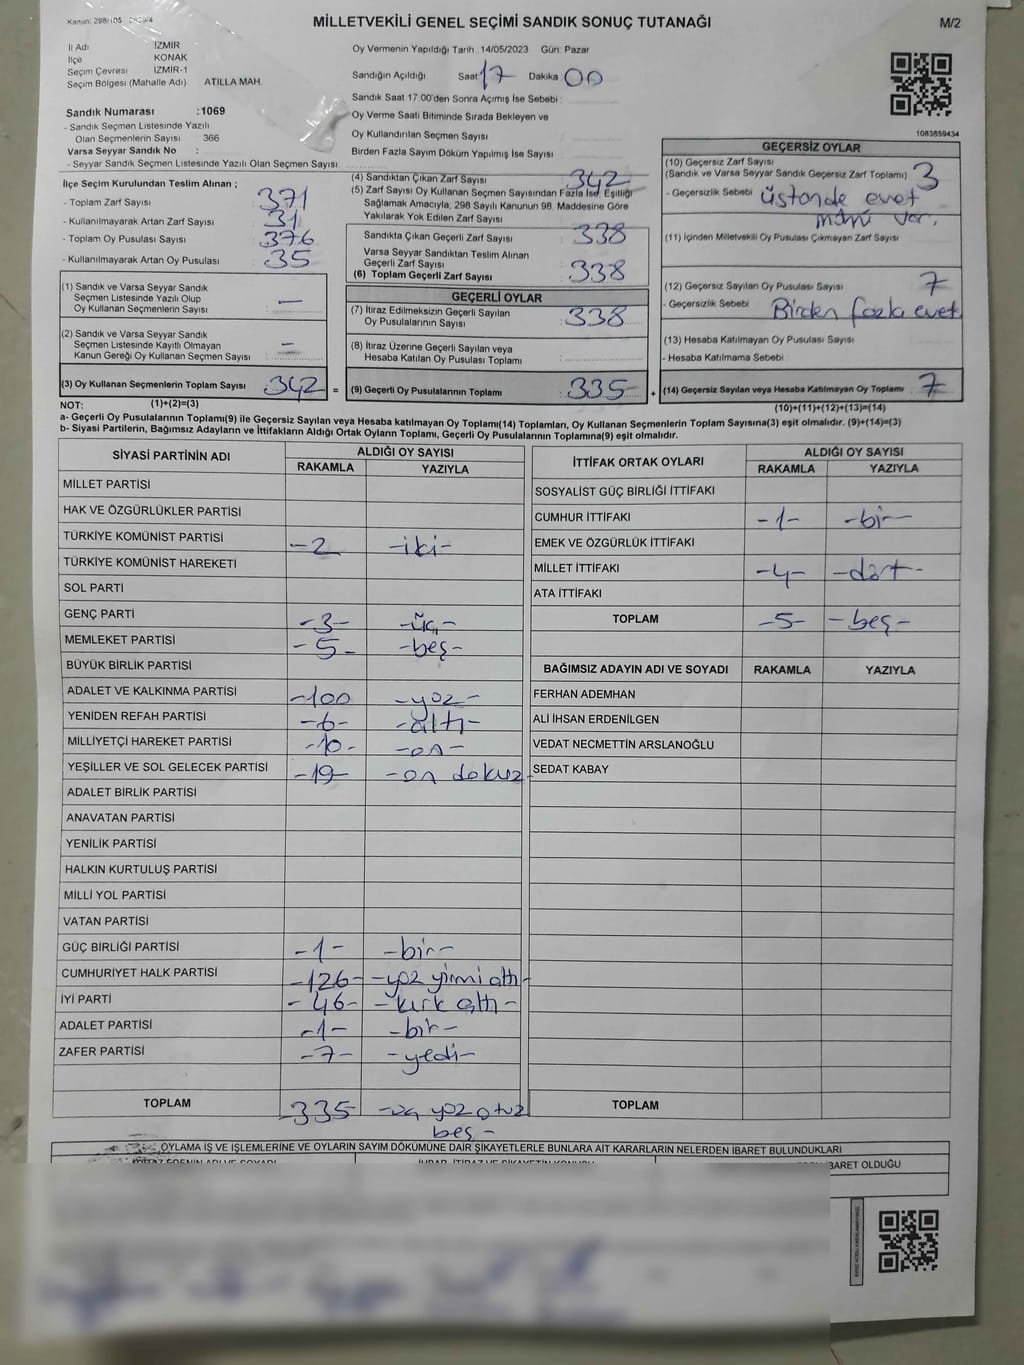 MİLLETVEKİLİ GENEL SEÇİMİ SANDIK SONUÇ TUTANAĞI
M/2
İl Adı İZMİR
İlçe KONAK
Seçim Çevresi İZMİR-1
Seçim Bölgesi (Mahalle Adı) ATİLLA MAH.
Sandık Numarası :1069
- Sandık Seçmen Listesinde Yazılı
Olan Seçmenlerin Sayısı 366
Varsa Seyyar Sandık No :
- Seyyar Sandık Seçmen Listesinde Yazılı Olan Seçmen Sayısı:
Oy Vermenin Yapıldığı Tarih : 14/05/2023 Gün: Pazar
Sandığın Açıldığı Saat 17 Dakika 00
Sandık Saat 17:00'den Sonra Açılmış İse Sebebi:
Oy Verme Saati Bitiminde Sırada Bekleyen ve
Oy Kullandırılan Seçmen Sayısı
Birden Fazla Sayım Döküm Yapılmış İse Sayısı
1083859434
İlçe Seçim Kurulundan Teslim Alınan ;
- Toplam Zarf Sayısı 371
- Kullanılmayarak Artan Zarf Sayısı 31
- Toplam Oy Pusulası Sayısı 376
- Kullanılmayarak Artan Oy Pusulası 35
(1) Sandık ve Varsa Seyyar Sandık
Seçmen Listesinde Yazılı Olup
Oy Kullanan Seçmenlerin Sayısı —
(2) Sandık ve Varsa Seyyar Sandık
Seçmen Listesinde Kayıtlı Olmayan
Kanun Gereği Oy Kullanan Seçmen Sayısı —
(3) Oy Kullanan Seçmenlerin Toplam Sayısı 342 =
(4) Sandıktan Çıkan Zarf Sayısı 342
(5) Zarf Sayısı Oy Kullanan Seçmen Sayısından Fazla İse, Eşitliği
Sağlamak Amacıyla, 298 Sayılı Kanunun 98. Maddesine Göre
Yakılarak Yok Edilen Zarf Sayısı
Sandıkta Çıkan Geçerli Zarf Sayısı 338
Varsa Seyyar Sandıktan Teslim Alınan
Geçerli Zarf Sayısı
(6) Toplam Geçerli Zarf Sayısı 338
GEÇERLİ OYLAR
(7) İtiraz Edilmeksizin Geçerli Sayılan
Oy Pusulalarının Sayısı 338
(8) İtiraz Üzerine Geçerli Sayılan veya
Hesaba Katılan Oy Pusulası Toplamı
(9) Geçerli Oy Pusulalarının Toplamı 335 +
GEÇERSİZ OYLAR
(10) Geçersiz Zarf Sayısı
(Sandık ve Varsa Seyyar Sandık Geçersiz Zarf Toplamı) 3
- Geçersizlik Sebebi üstünde evet
var.
(11) İçinden Milletvekili Oy Pusulası Çıkmayan Zarf Sayısı
(12) Geçersiz Sayılan Oy Pusulası Sayısı 7
- Geçersizlik Sebebi Birden fazla evet
(13) Hesaba Katılmayan Oy Pusulası Sayısı
- Hesaba Katılmama Sebebi
(14) Geçersiz Sayılan veya Hesaba Katılmayan Oy Toplamı 7
NOT: (1)+(2)=(3)
(10)+(11)+(12)+(13)=(14)
a- Geçerli Oy Pusulalarının Toplamı(9) ile Geçersiz Sayılan veya Hesaba katılmayan Oy Toplamı(14) Toplamları, Oy Kullanan Seçmenlerin Toplam Sayısına(3) eşit olmalıdır. (9)+(14)=(3)
b- Siyasi Partilerin, Bağımsız Adayların ve İttifakların Aldığı Ortak Oyların Toplamı, Geçerli Oy Pusulalarının Toplamına(9) eşit olmalıdır.
SİYASİ PARTİNİN ADI ALDIĞI OY SAYISI
RAKAMLA YAZIYLA
MİLLET PARTİSİ
HAK VE ÖZGÜRLÜKLER PARTİSİ
TÜRKİYE KOMÜNİST PARTİSİ -2 -iki-
TÜRKİYE KOMÜNİST HAREKETİ
SOL PARTİ
GENÇ PARTİ -3- -üç-
MEMLEKET PARTİSİ -5- -beş-
BÜYÜK BİRLİK PARTİSİ
ADALET VE KALKINMA PARTİSİ -100 -yüz-
YENİDEN REFAH PARTİSİ -6- -altı-
MİLLİYETÇİ HAREKET PARTİSİ -10- -on-
YEŞİLLER VE SOL GELECEK PARTİSİ -19- -on dokuz-
ADALET BİRLİK PARTİSİ
ANAVATAN PARTİSİ
YENİLİK PARTİSİ
HALKIN KURTULUŞ PARTİSİ
MİLLİ YOL PARTİSİ
VATAN PARTİSİ
GÜÇ BİRLİĞİ PARTİSİ -1- -bir-
CUMHURİYET HALK PARTİSİ -126- -yüz yirmi altı-
İYİ PARTİ -46- -kırk altı-
ADALET PARTİSİ -1- -bir-
ZAFER PARTİSİ -7- -yedi-
TOPLAM -335- -üç yüz otuz
beş-
İTTİFAK ORTAK OYLARI ALDIĞI OY SAYISI
RAKAMLA YAZIYLA
SOSYALİST GÜÇ BİRLİĞİ İTTİFAKI
CUMHUR İTTİFAKI -1- -bir-
EMEK VE ÖZGÜRLÜK İTTİFAKI
MİLLET İTTİFAKI -4- -dört-
ATA İTTİFAKI
TOPLAM -5- -beş-
BAĞIMSIZ ADAYIN ADI VE SOYADI RAKAMLA YAZIYLA
FERHAN ADEMHAN
ALİ İHSAN ERDENİLGEN
VEDAT NECMETTİN ARSLANOĞLU
SEDAT KABAY
TOPLAM
OYLAMA İŞ VE İŞLEMLERİNE VE OYLARIN SAYIM DÖKÜMÜNE DAİR ŞİKAYETLERLE BUNLARA AİT KARARLARIN NELERDEN İBARET BULUNDUKLARI
İBARET OLDUĞU